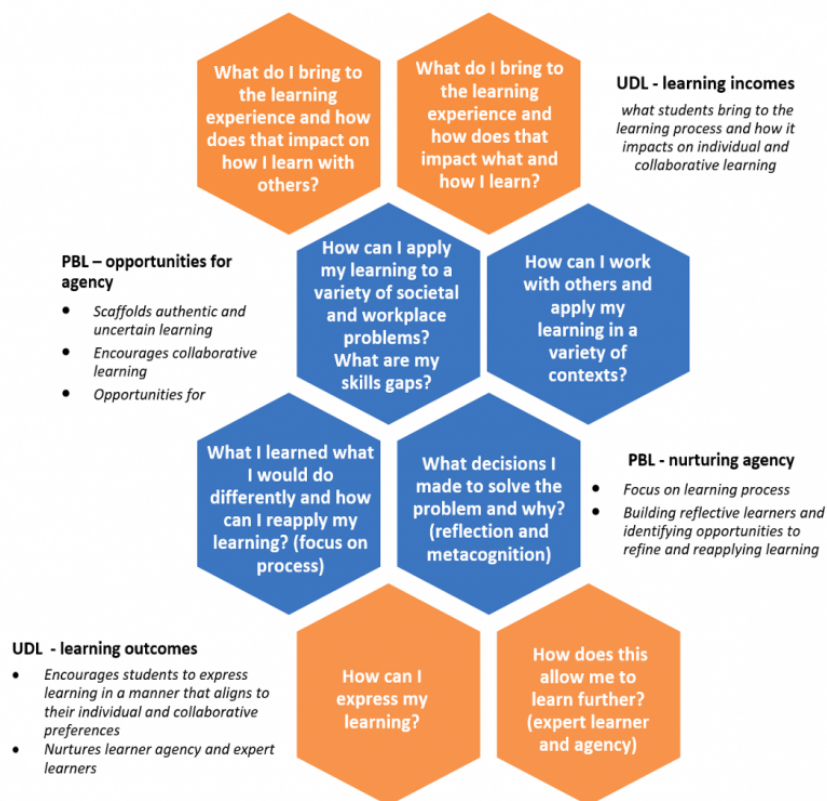 What do I bring to
the learning
experience and how
does that impact on
how I learn with
others?
What do I bring to
the learning
experience and
how does that
impact what and
how I learn?
UDL - learning incomes
what students bring to the
learning process and how it
impacts on individual and
collaborative learning
PBL – opportunities for
agency
• Scaffolds authentic and
uncertain learning
• Encourages collaborative
learning
• Opportunities for
How can I apply
my learning to a
variety of societal
and workplace
problems?
What are my
skills gaps?
How can I work
with others and
apply my
learning in a
variety of
contexts?
What I learned what
I would do
differently and how
can I reapply my
learning? (focus on
process)
What decisions I
made to solve the
problem and why?
(reflection and
metacognition)
PBL - nurturing agency
• Focus on learning process
• Building reflective learners and
identifying opportunities to
refine and reapplying learning
UDL - learning outcomes
• Encourages students to express
learning in a manner that aligns to
their individual and collaborative
preferences
• Nurtures learner agency and expert
learners
How can I
express my
learning?
How does this
allow me to
learn further?
(expert learner
and agency)